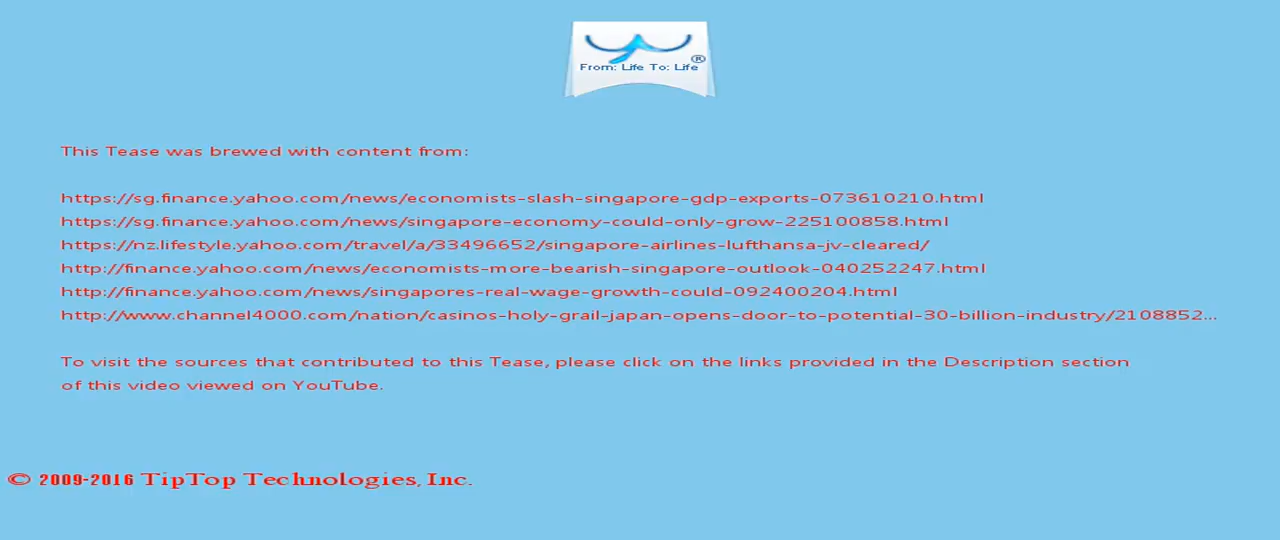 From: Life To: Life®
This Tease was brewed with content from:
https://sg.finance.yahoo.com/news/economists-slash-singapore-gdp-exports-073610210.html
https://sg.finance.yahoo.com/news/singapore-economy-could-only-grow-225100858.html
https://nz.lifestyle.yahoo.com/travel/a/33496652/singapore-airlines-lufthansa-jv-cleared/
http://finance.yahoo.com/news/economists-more-bearish-singapore-outlook-040252247.html
http://finance.yahoo.com/news/singapores-real-wage-growth-could-092400204.html
http://www.channel4000.com/nation/casinos-holy-grail-japan-opens-door-to-potential-30-billion-industry/2108852...
To visit the sources that contributed to this Tease, please click on the links provided in the Description section
of this video viewed on YouTube.
© 2009-2016 TipTop Technologies, Inc.